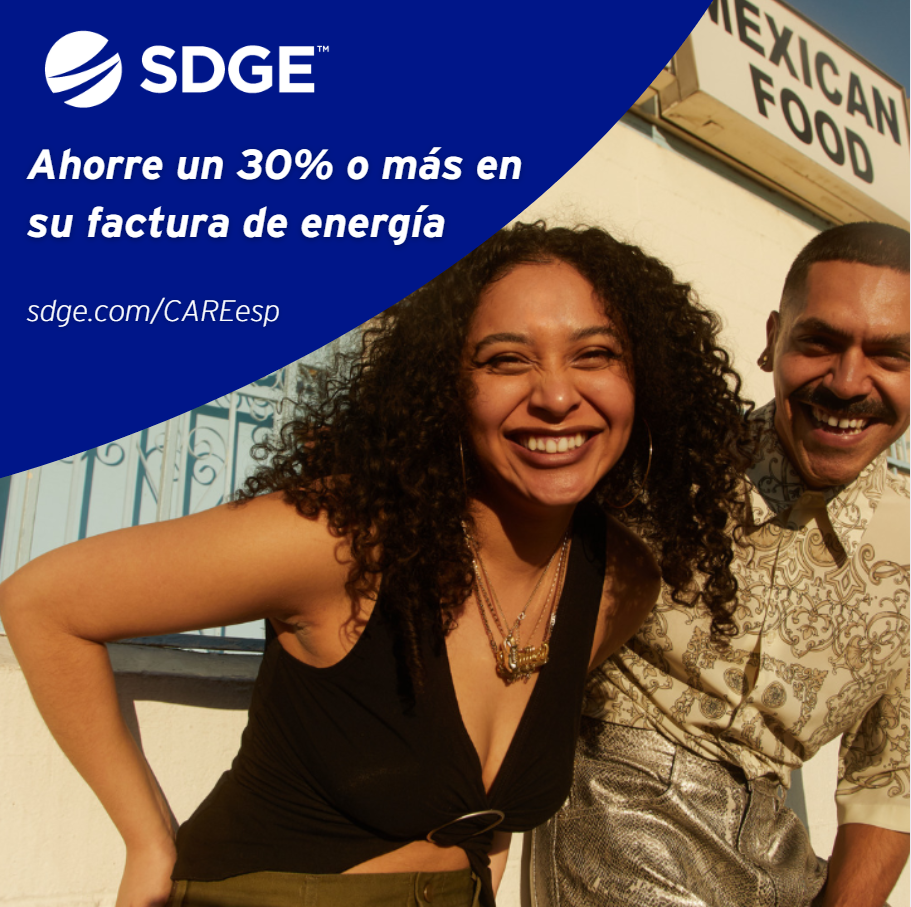 SDGE™
Ahorre un 30% o más en
su factura de energía
sdge.com/CAREesp
MEXICAN
FOOD